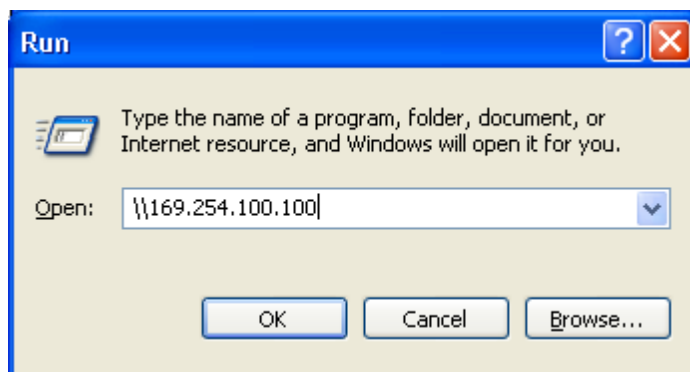 Run
Type the name of a program, folder, document, or
Internet resource, and Windows will open it for you.
Open: \\169.254.100.100
OK Cancel Browse...